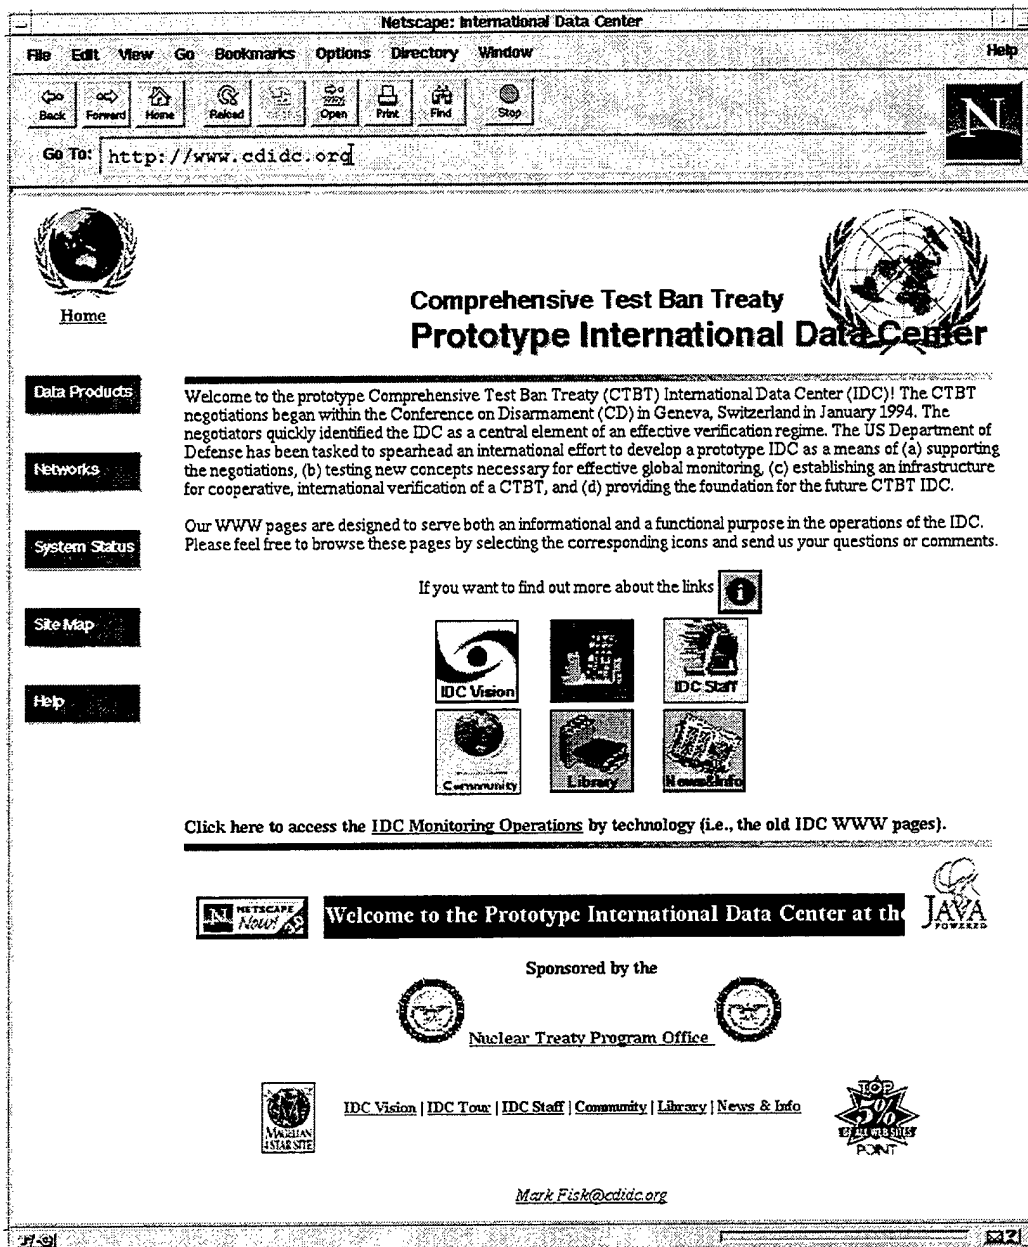 Netscape: International Data Center
File Edit View Go Bookmarks Options Directory Window Help
Back Forward Home Reload Open Print Find Stop
N
Go To: http://www.cdidc.org
Home
Comprehensive Test Ban Treaty
Prototype International Data Center
Data Products
Networks
System Status
Site Map
Help
Welcome to the prototype Comprehensive Test Ban Treaty (CTBT) International Data Center (IDC)! The CTBT
negotiations began within the Conference on Disarmament (CD) in Geneva, Switzerland in January 1994. The
negotiators quickly identified the IDC as a central element of an effective verification regime. The US Department of
Defense has been tasked to spearhead an international effort to develop a prototype IDC as a means of (a) supporting
the negotiations, (b) testing new concepts necessary for effective global monitoring, (c) establishing an infrastructure
for cooperative, international verification of a CTBT, and (d) providing the foundation for the future CTBT IDC.
Our WWW pages are designed to serve both an informational and a functional purpose in the operations of the IDC.
Please feel free to browse these pages by selecting the corresponding icons and send us your questions or comments.
If you want to find out more about the links i
IDC Vision
IDC Staff
Community Library News&Info
Click here to access the IDC Monitoring Operations by technology (i.e., the old IDC WWW pages).
N NETSCAPE
Now!
Welcome to the Prototype International Data Center at the
JAVA
POWERED
Sponsored by the
Nuclear Treaty Program Office
MAGELLAN
4 STAR SITE
IDC Vision | IDC Tour | IDC Staff | Community | Library | News & Info
TOP
5%
OF ALL WEB SITES
POINT
Mark Fisk@cdidc.org